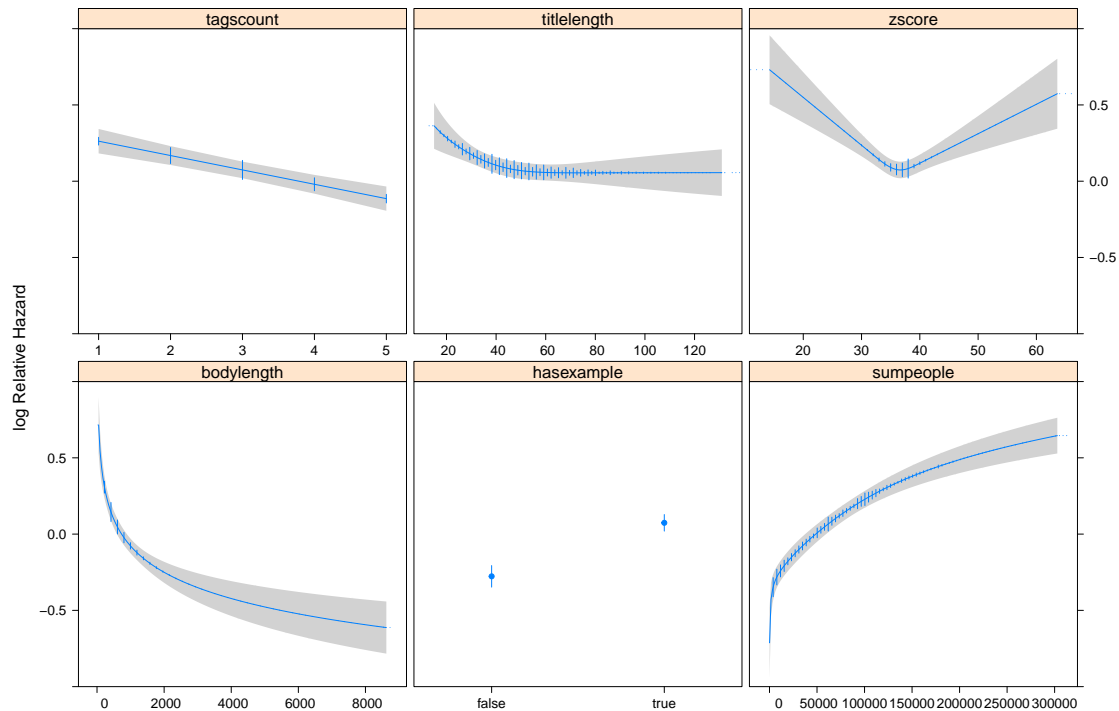 tagscount titlelength zscore
0.5
0.0
−0.5
1 2 3 4 5 20 40 60 80 100 120 20 30 40 50 60
log Relative Hazard
bodylength hasexample sumpeople
0.5
0.0
−0.5
0 2000 4000 6000 8000 false true 0 50000 100000 150000 200000 250000 300000